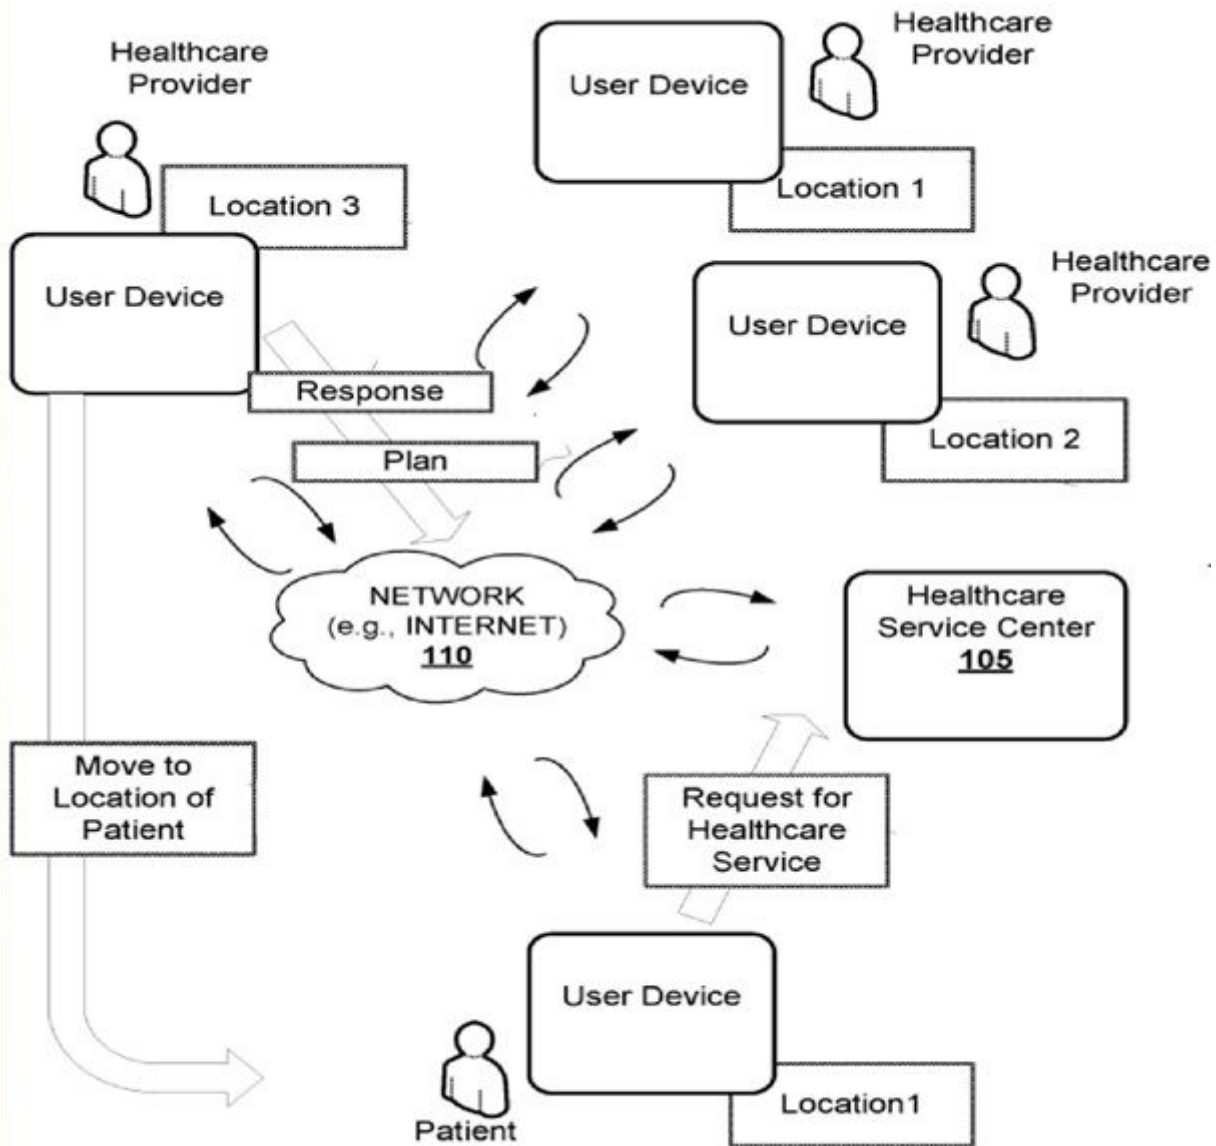 Healthcare
Provider
User Device
Location 1
Healthcare
Provider
Location 3
User Device
Healthcare
Provider
User Device
Location 2
Response
Plan
NETWORK
(e.g., INTERNET)
110
Healthcare
Service Center
105
Move to
Location of
Patient
Request for
Healthcare
Service
User Device
Location1
Patient